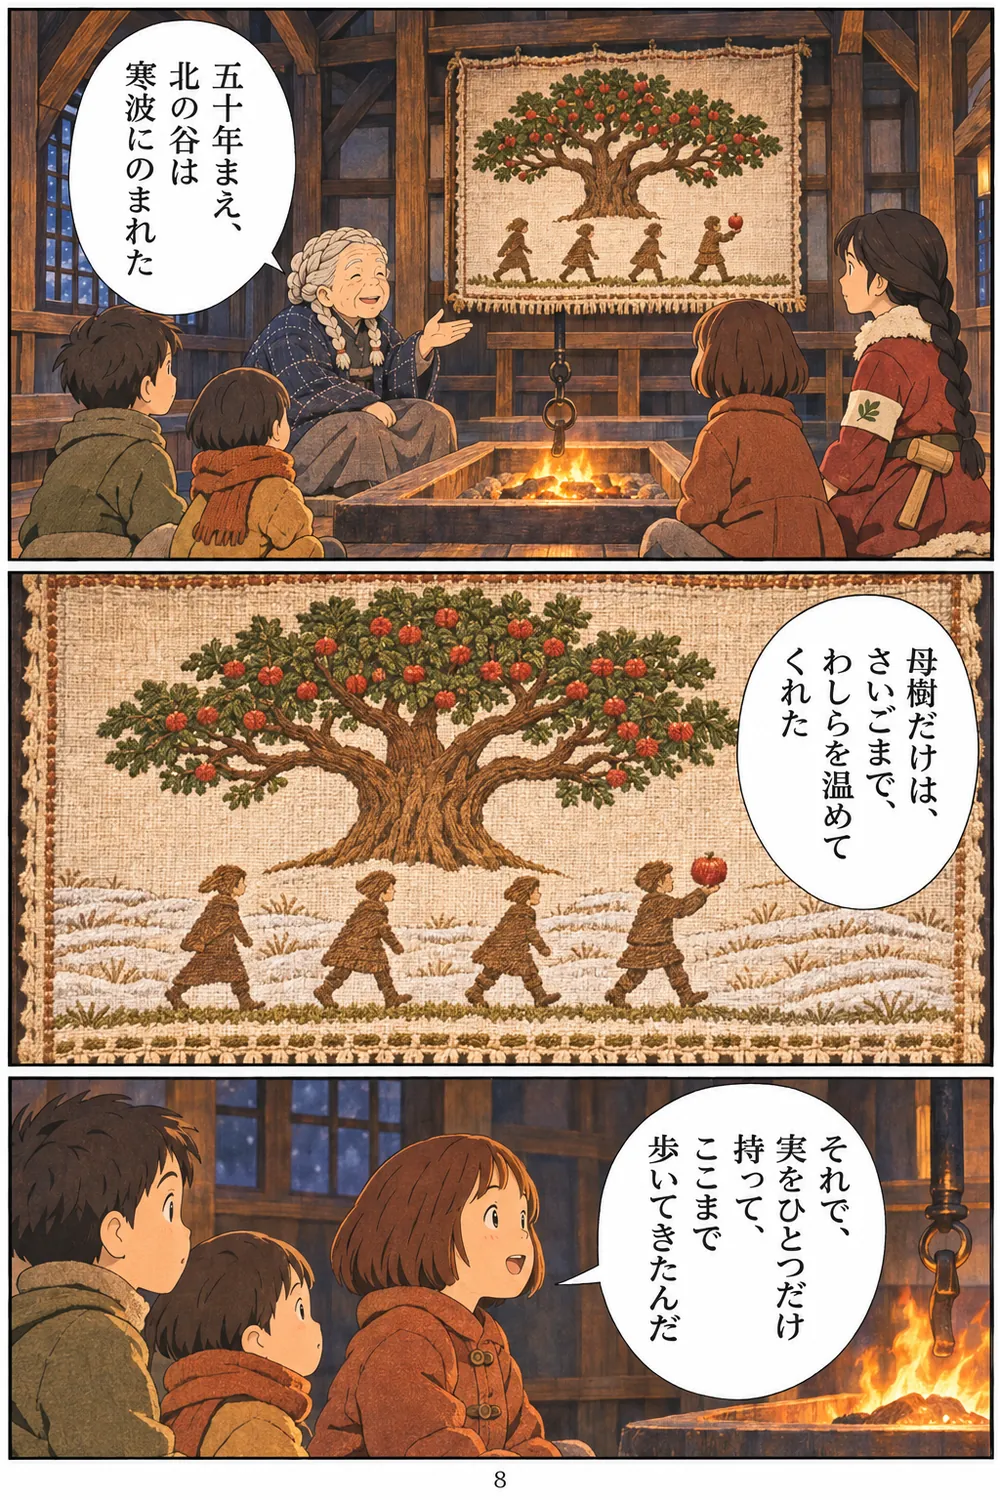 五十年まえ、
北の谷は
寒波にのまれた
母樹だけは、
さいごまで、
わしらを温めて
くれた
それで、
実をひとつだけ
持って、
ここまで
歩いてきたんだ
8